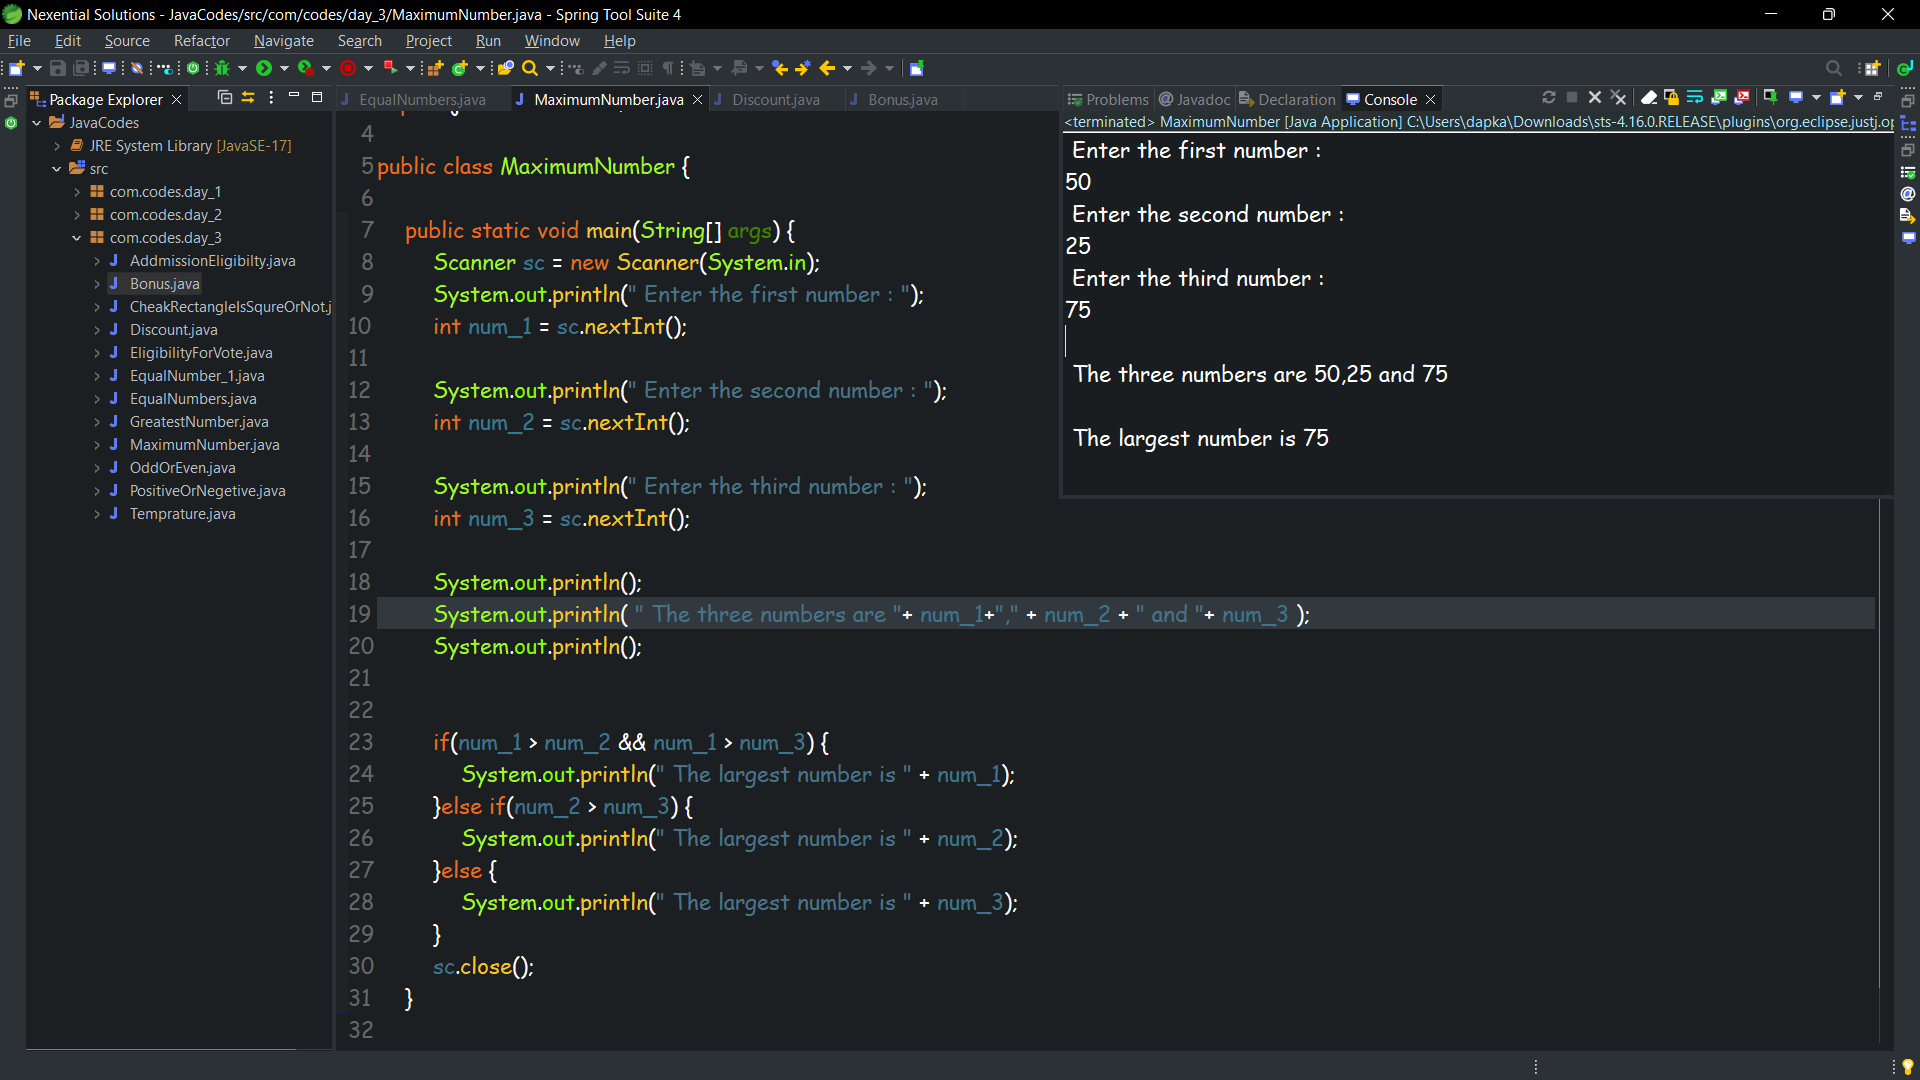 Nexential Solutions - JavaCodes/src/com/codes/day_3/MaximumNumber.java - Spring Tool Suite 4
File Edit Source Refactor Navigate Search Project Run Window Help
Package Explorer
JavaCodes
JRE System Library [JavaSE-17]
src
com.codes.day_1
com.codes.day_2
com.codes.day_3
AddmissionEligibilty.java
Bonus.java
CheakRectangleIsSqureOrNot.j
Discount.java
EligibilityForVote.java
EqualNumber_1.java
EqualNumbers.java
GreatestNumber.java
MaximumNumber.java
OddOrEven.java
PositiveOrNegetive.java
Temprature.java
EqualNumbers.java MaximumNumber.java Discount.java Bonus.java
4
5 public class MaximumNumber {
6
7 public static void main(String[] args) {
8 Scanner sc = new Scanner(System.in);
9 System.out.println(" Enter the first number : ");
10 int num_1 = sc.nextInt();
11
12 System.out.println(" Enter the second number : ");
13 int num_2 = sc.nextInt();
14
15 System.out.println(" Enter the third number : ");
16 int num_3 = sc.nextInt();
17
18 System.out.println();
19 System.out.println( " The three numbers are "+ num_1+"," + num_2 + " and "+ num_3 );
20 System.out.println();
21
22
23 if(num_1 > num_2 && num_1 > num_3) {
24 System.out.println(" The largest number is " + num_1);
25 }else if(num_2 > num_3) {
26 System.out.println(" The largest number is " + num_2);
27 }else {
28 System.out.println(" The largest number is " + num_3);
29 }
30 sc.close();
31 }
32
Problems Javadoc Declaration Console
<terminated> MaximumNumber [Java Application] C:\Users\dapka\Downloads\sts-4.16.0.RELEASE\plugins\org.eclipse.justj.op
Enter the first number :
50
Enter the second number :
25
Enter the third number :
75
The three numbers are 50,25 and 75
The largest number is 75